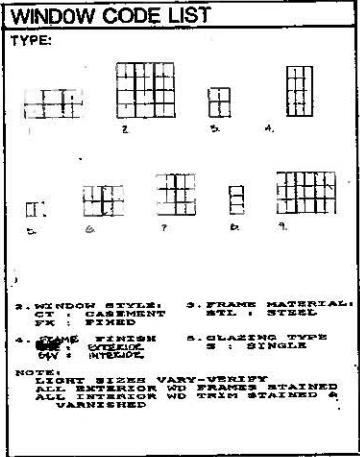 WINDOW CODE LIST
TYPE:
2 3. 4.
5. 6. 7 8. 9.
2. WINDOW STYLE: 3. FRAME MATERIAL:
CT : CASEMENT STL : STEEL
FX : FIXED
4. FRAME FINISH 5. GLAZING TYPE
: EXTERIOR S : SINGLE
: INTERIOR
NOTE:
LIGHT SIZES VARY-VERIFY
ALL EXTERIOR WD FRAMES STAINED
ALL INTERIOR WD TRIM STAINED &
VARNISHED